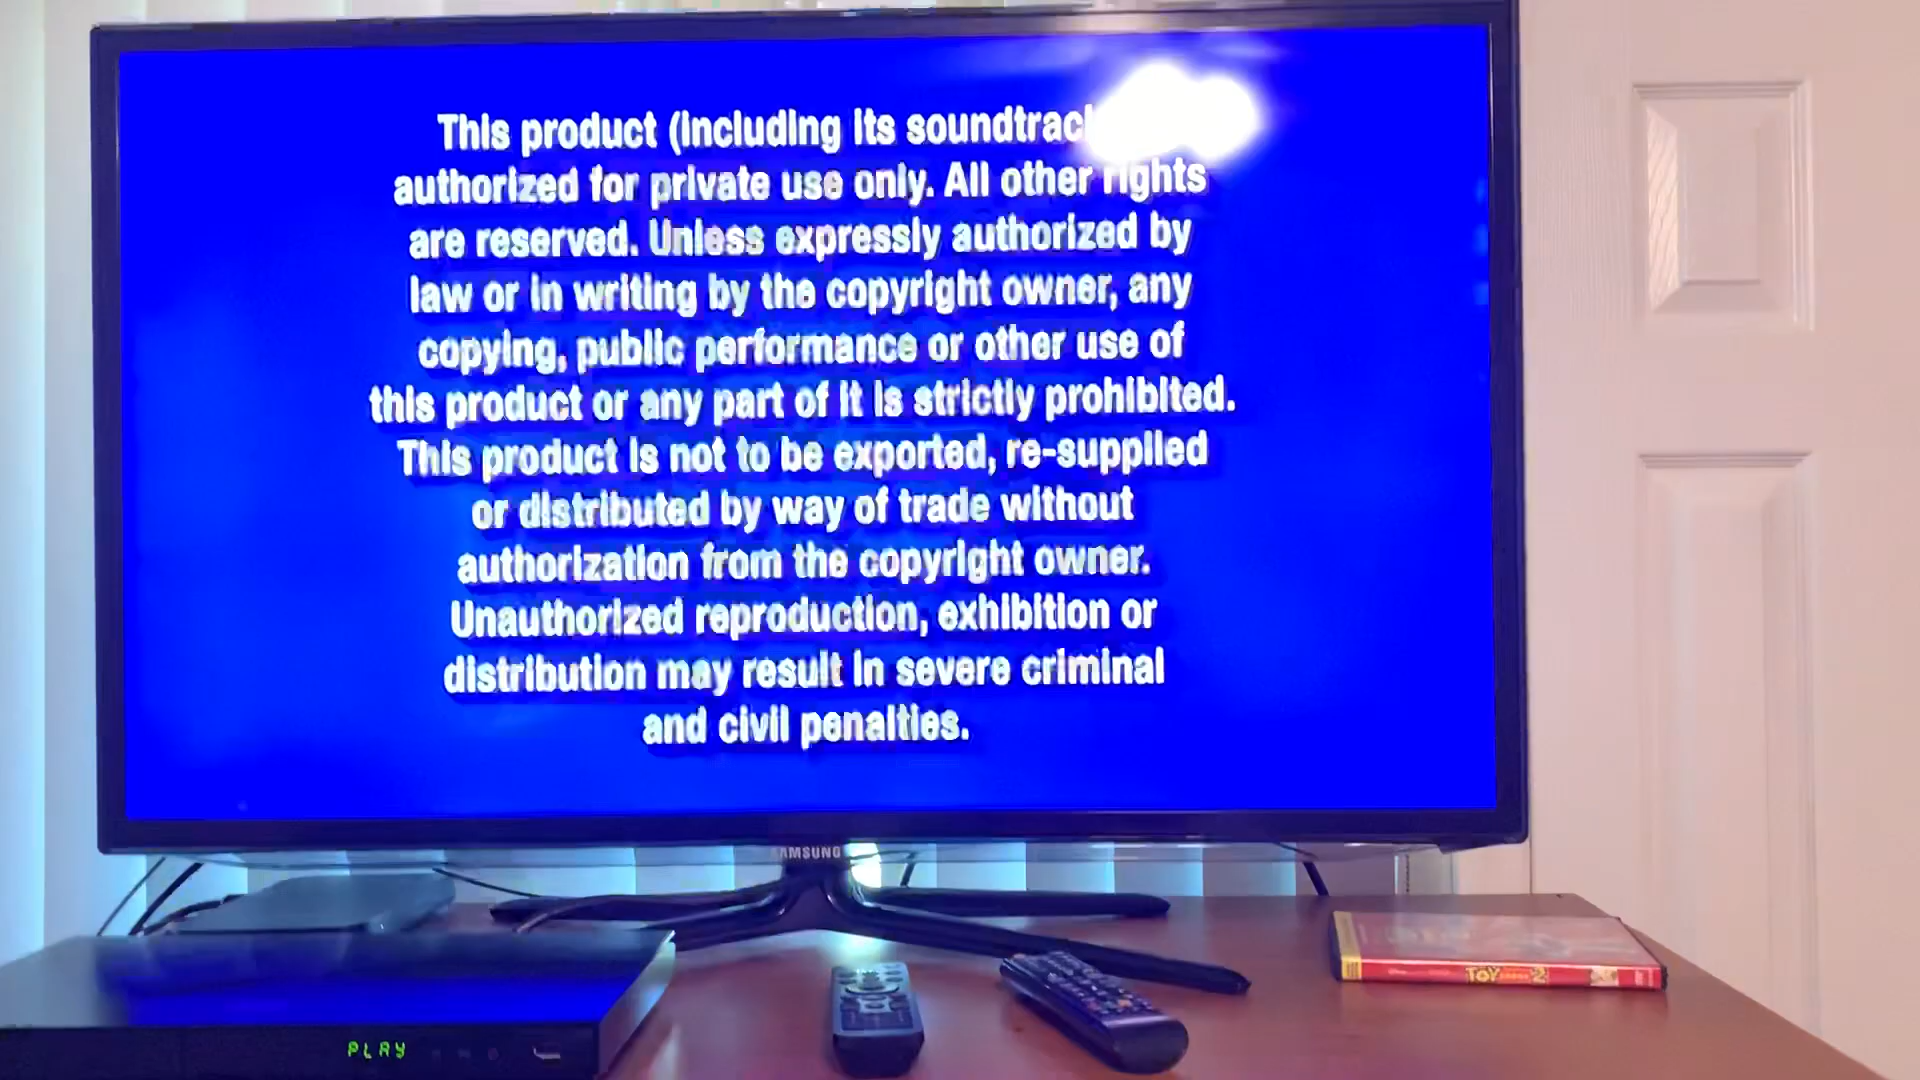 This product (including its soundtrack
authorized for private use only. All other rights
are reserved. Unless expressly authorized by
law or in writing by the copyright owner, any
copying, public performance or other use of
this product or any part of it is strictly prohibited.
This product is not to be exported, re-supplied
or distributed by way of trade without
authorization from the copyright owner.
Unauthorized reproduction, exhibition or
distribution may result in severe criminal
and civil penalties.
SAMSUNG
TOY STORY 2
PLAY